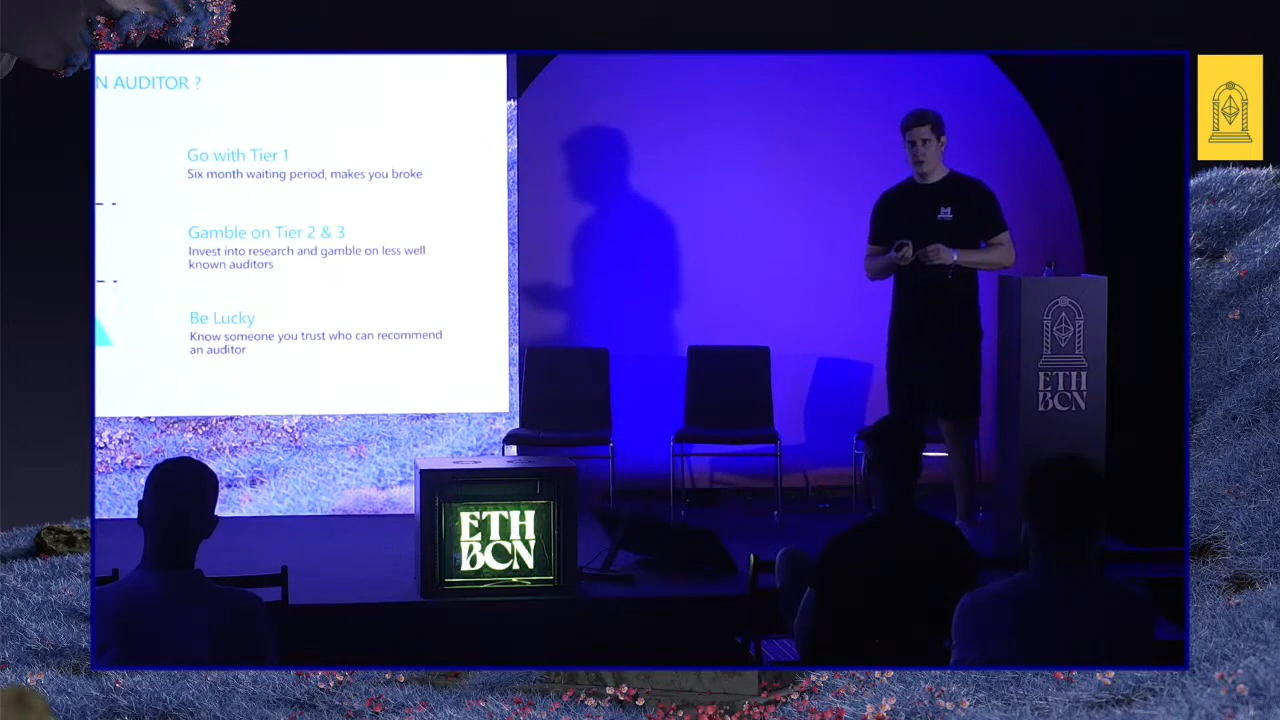 N AUDITOR ?
Go with Tier 1
Six month waiting period, makes you broke
Gamble on Tier 2 & 3
Invest into research and gamble on less well
known auditors
Be Lucky
Know someone you trust who can recommend
an auditor
ETH
BCN
ETH
BCN